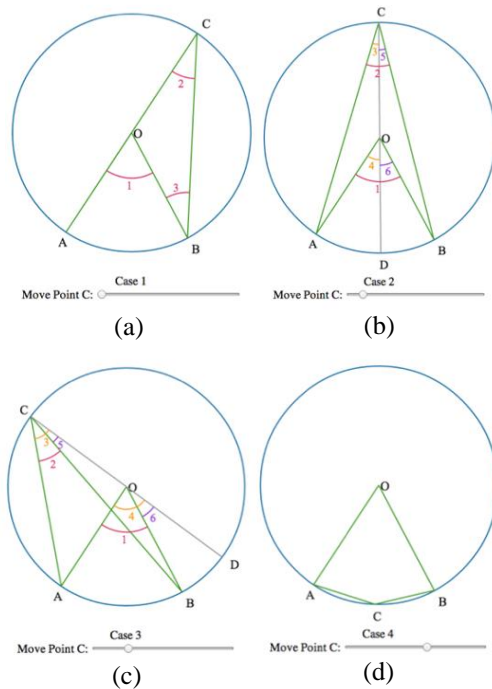 C
2
O
1
3
A
B
Case 1
Move Point C:
(a)
C
3
5
2
O
4
6
1
A
B
D
Case 2
Move Point C:
(b)
C
3
5
2
O
4
6
1
D
A
B
Case 3
Move Point C:
(c)
O
A
B
C
Case 4
Move Point C:
(d)